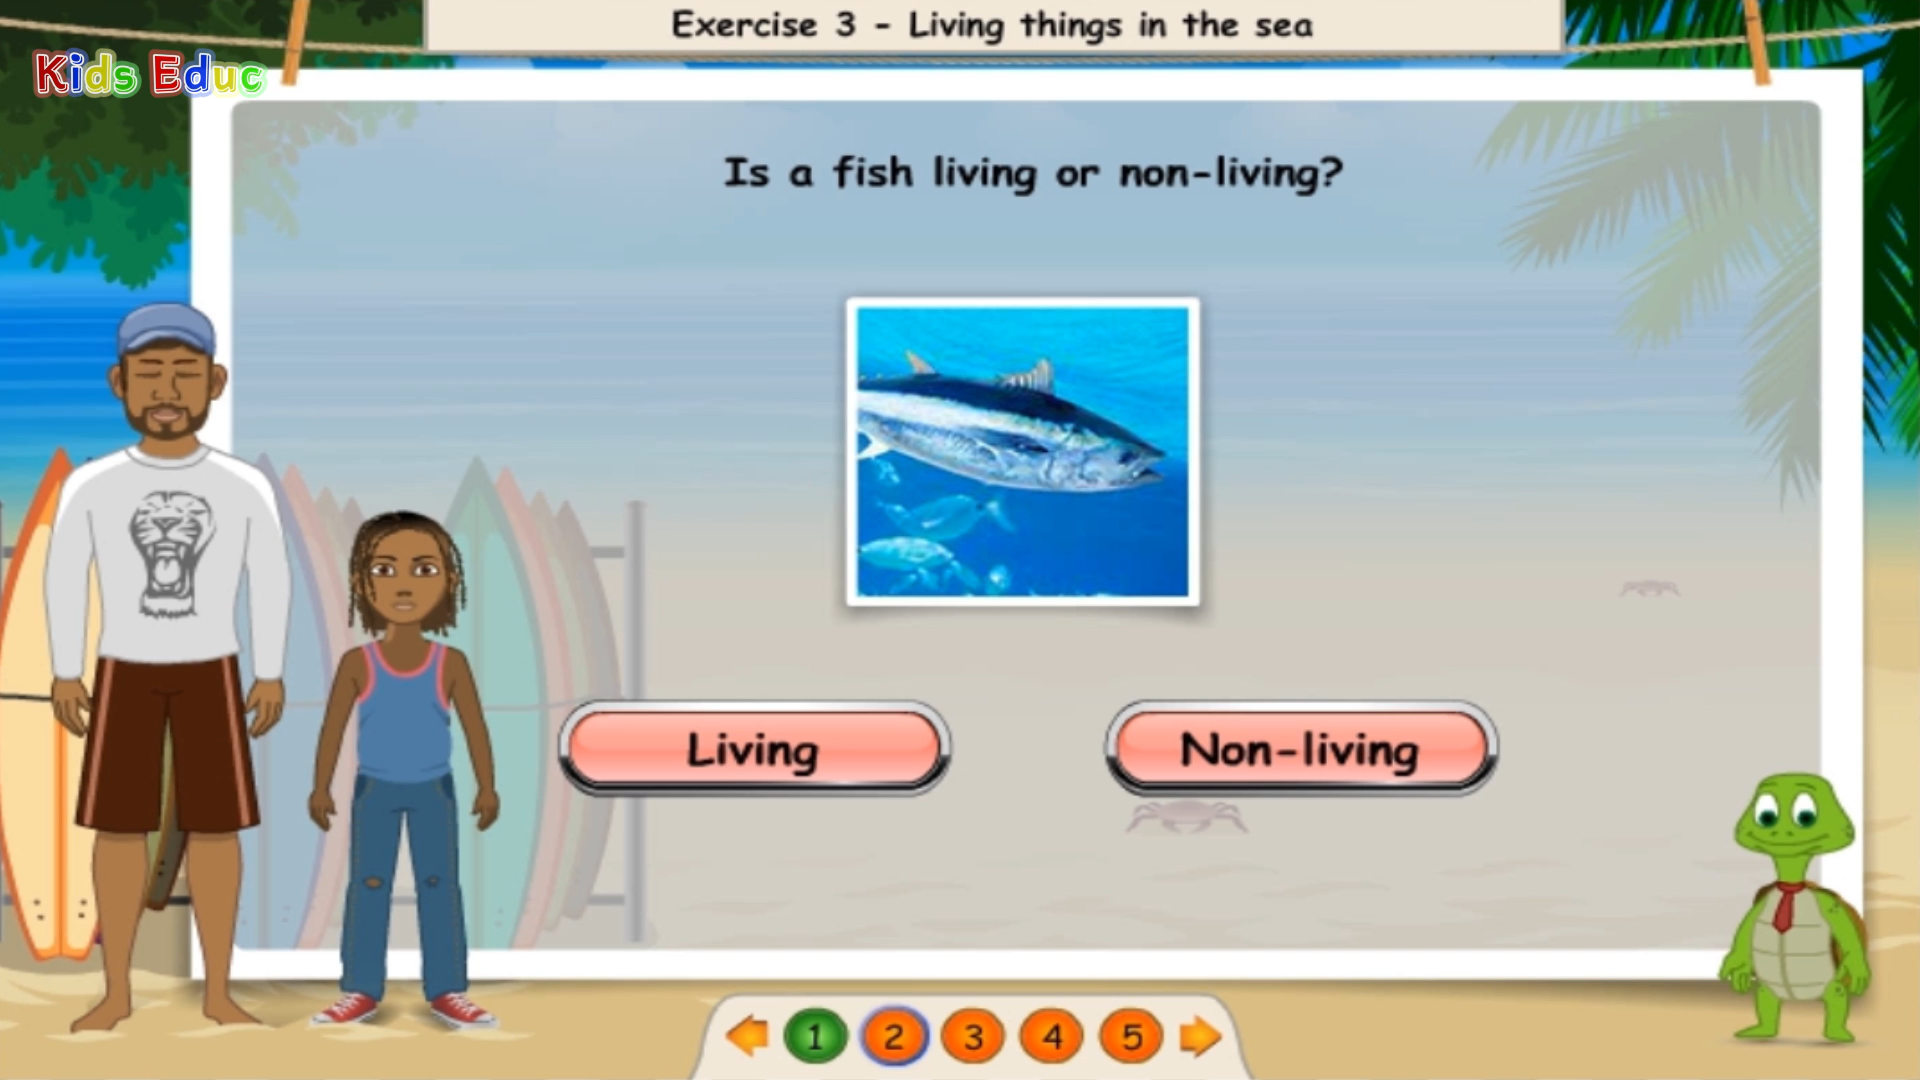 Exercise 3 - Living things in the sea
Kids Educ
Is a fish living or non-living?
Living
Non-living
1 2 3 4 5